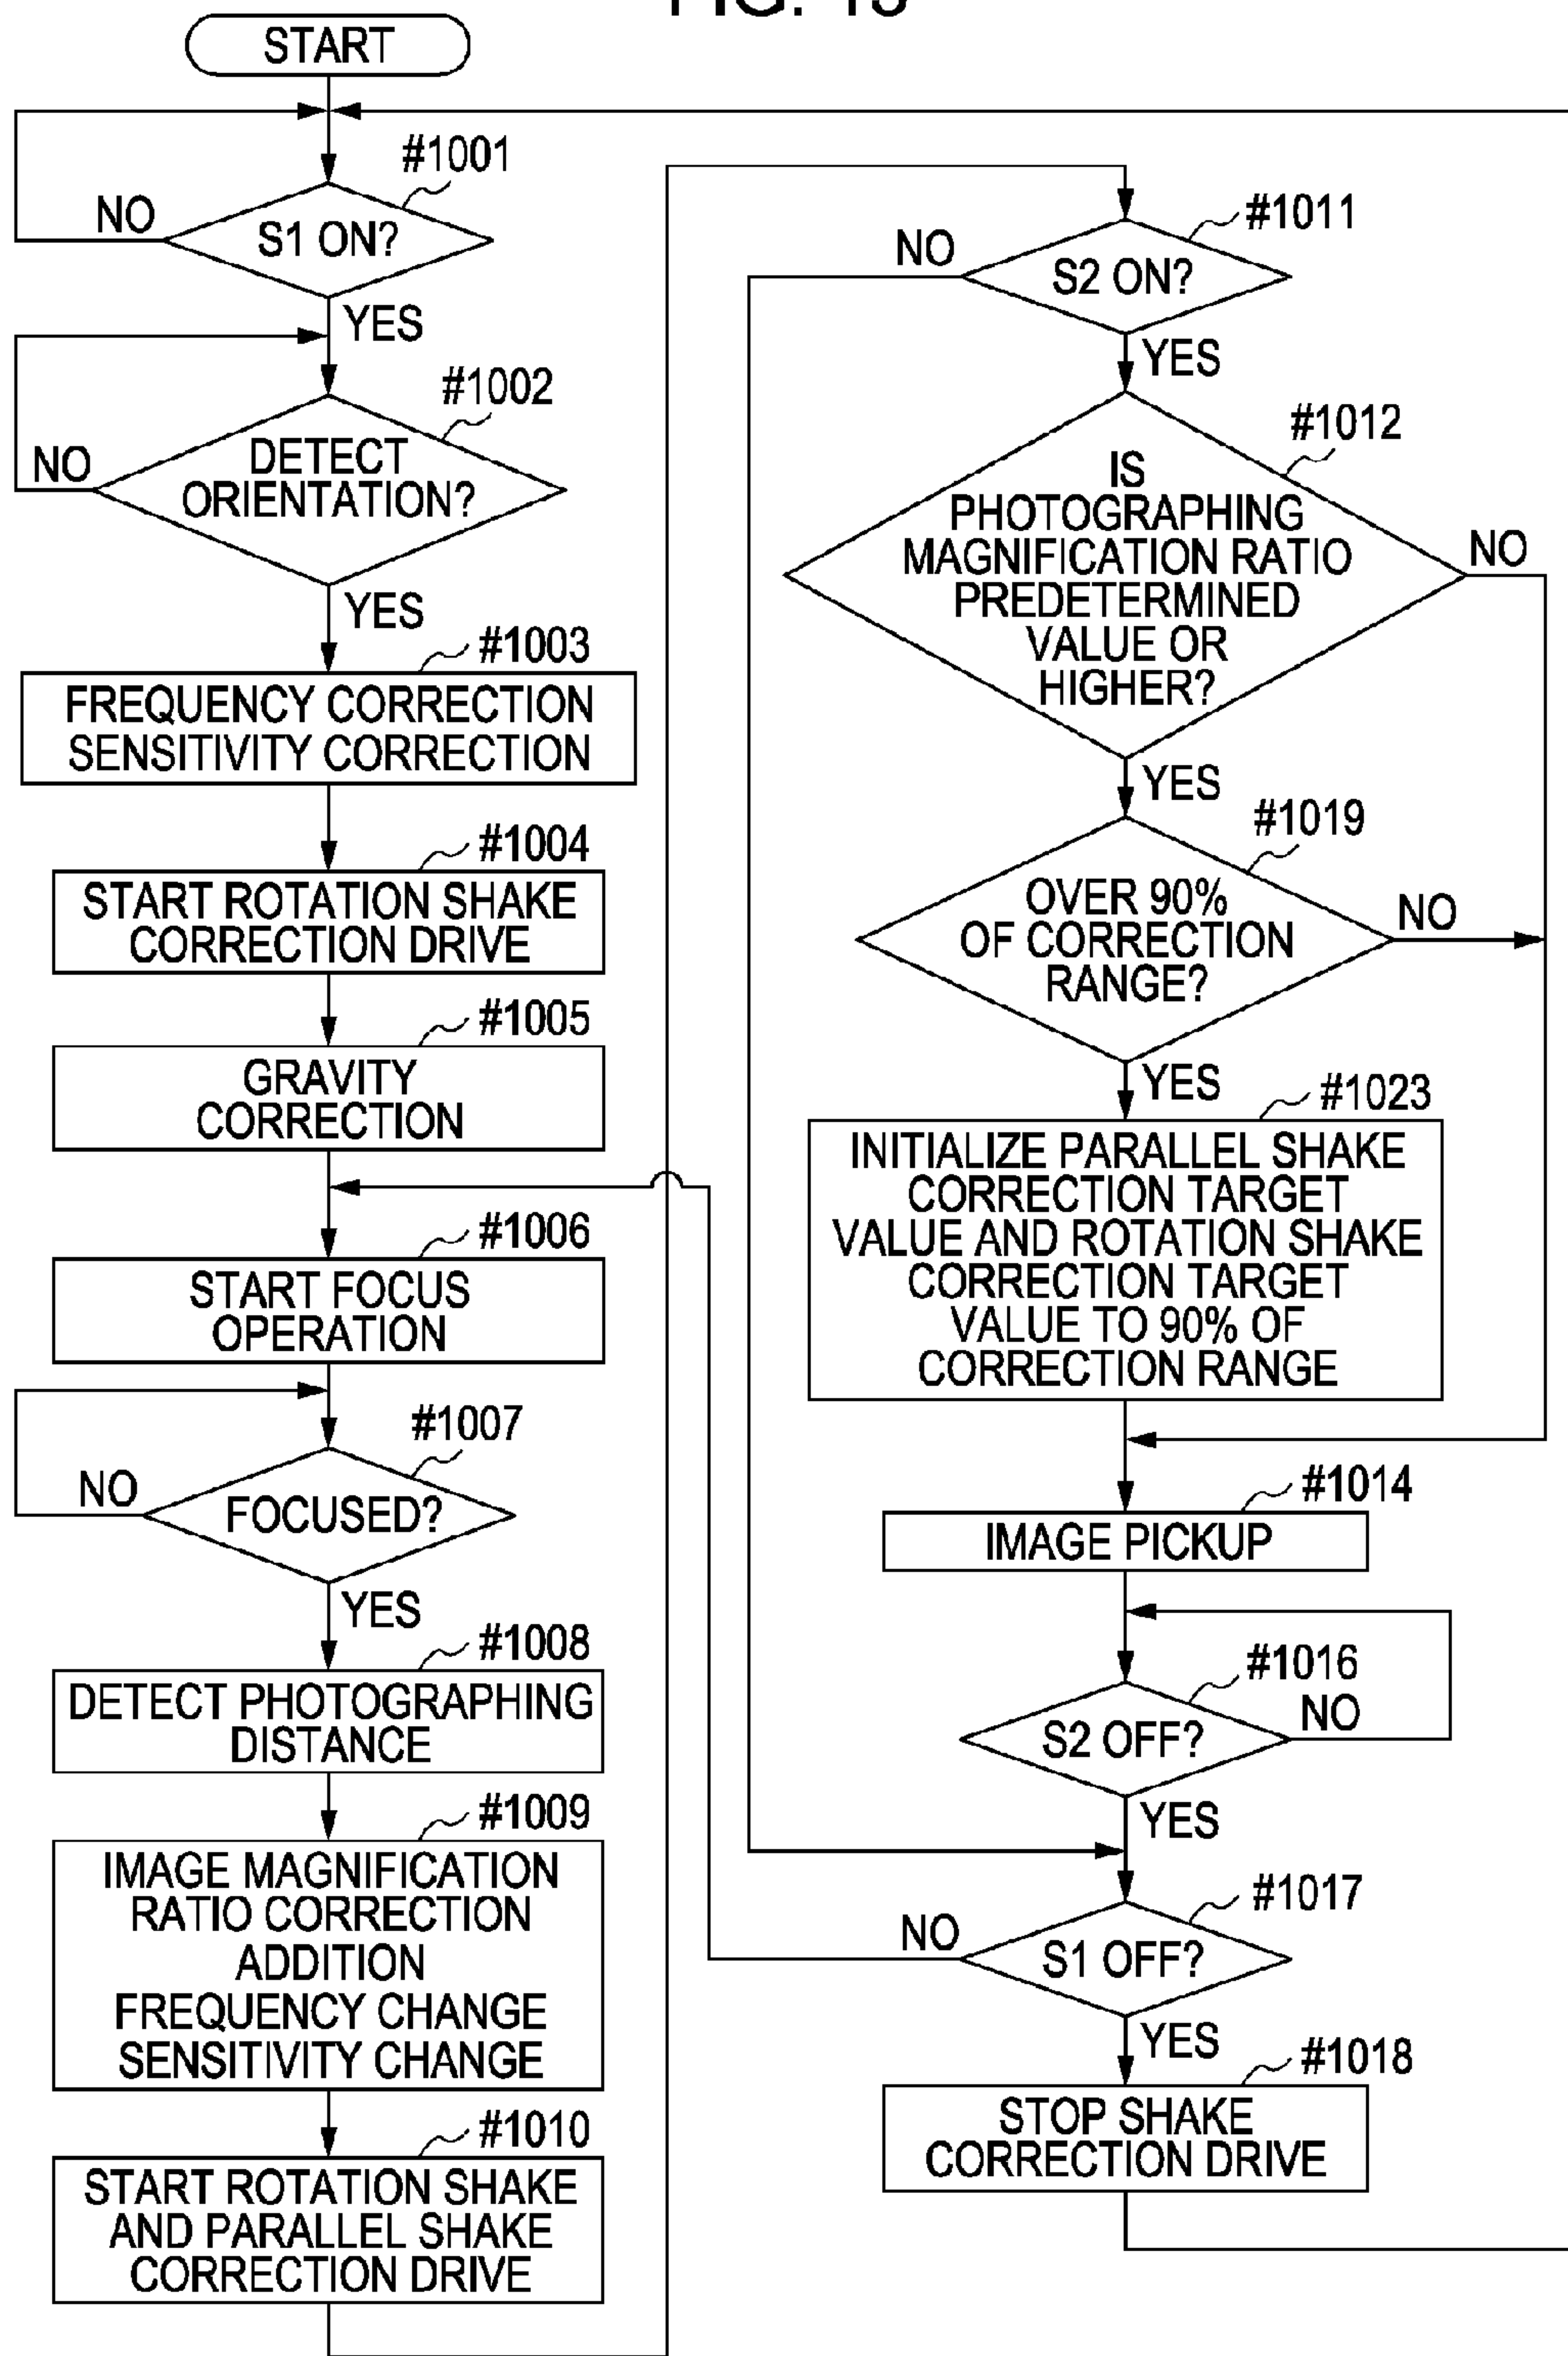 START
#1001
S1 ON?
NO
YES
#1002
DETECT
ORIENTATION?
NO
YES
#1003
FREQUENCY CORRECTION
SENSITIVITY CORRECTION
#1004
START ROTATION SHAKE
CORRECTION DRIVE
#1005
GRAVITY
CORRECTION
#1006
START FOCUS
OPERATION
#1007
FOCUSED?
NO
YES
#1008
DETECT PHOTOGRAPHING
DISTANCE
#1009
IMAGE MAGNIFICATION
RATIO CORRECTION
ADDITION
FREQUENCY CHANGE
SENSITIVITY CHANGE
#1010
START ROTATION SHAKE
AND PARALLEL SHAKE
CORRECTION DRIVE
#1011
S2 ON?
NO
YES
#1012
IS
PHOTOGRAPHING
MAGNIFICATION RATIO
PREDETERMINED
VALUE OR
HIGHER?
NO
YES
#1019
OVER 90%
OF CORRECTION
RANGE?
NO
YES
#1023
INITIALIZE PARALLEL SHAKE
CORRECTION TARGET
VALUE AND ROTATION SHAKE
CORRECTION TARGET
VALUE TO 90% OF
CORRECTION RANGE
#1014
IMAGE PICKUP
#1016
S2 OFF?
NO
YES
#1017
S1 OFF?
NO
YES
#1018
STOP SHAKE
CORRECTION DRIVE